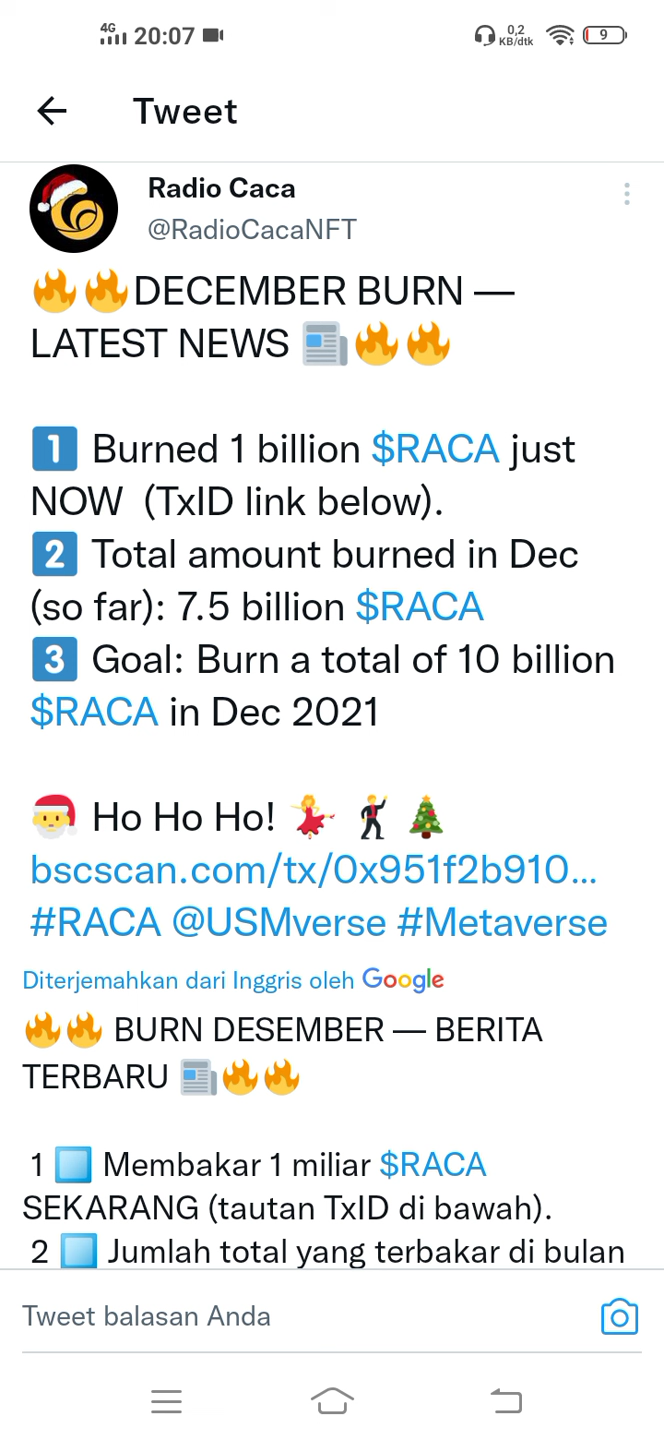 4G 20:07 0,2 KB/dtk 9
Tweet
Radio Caca
@RadioCacaNFT
🔥🔥DECEMBER BURN —
LATEST NEWS 📰🔥🔥
1️⃣ Burned 1 billion $RACA just
NOW (TxID link below).
2️⃣ Total amount burned in Dec
(so far): 7.5 billion $RACA
3️⃣ Goal: Burn a total of 10 billion
$RACA in Dec 2021
🎅 Ho Ho Ho! 💃 🕺 🎄
bscscan.com/tx/0x951f2b910...
#RACA @USMverse #Metaverse
Diterjemahkan dari Inggris oleh Google
🔥🔥 BURN DESEMBER — BERITA
TERBARU 📰🔥🔥
1 Membakar 1 miliar $RACA
SEKARANG (tautan TxID di bawah).
2 Jumlah total yang terbakar di bulan
Tweet balasan Anda